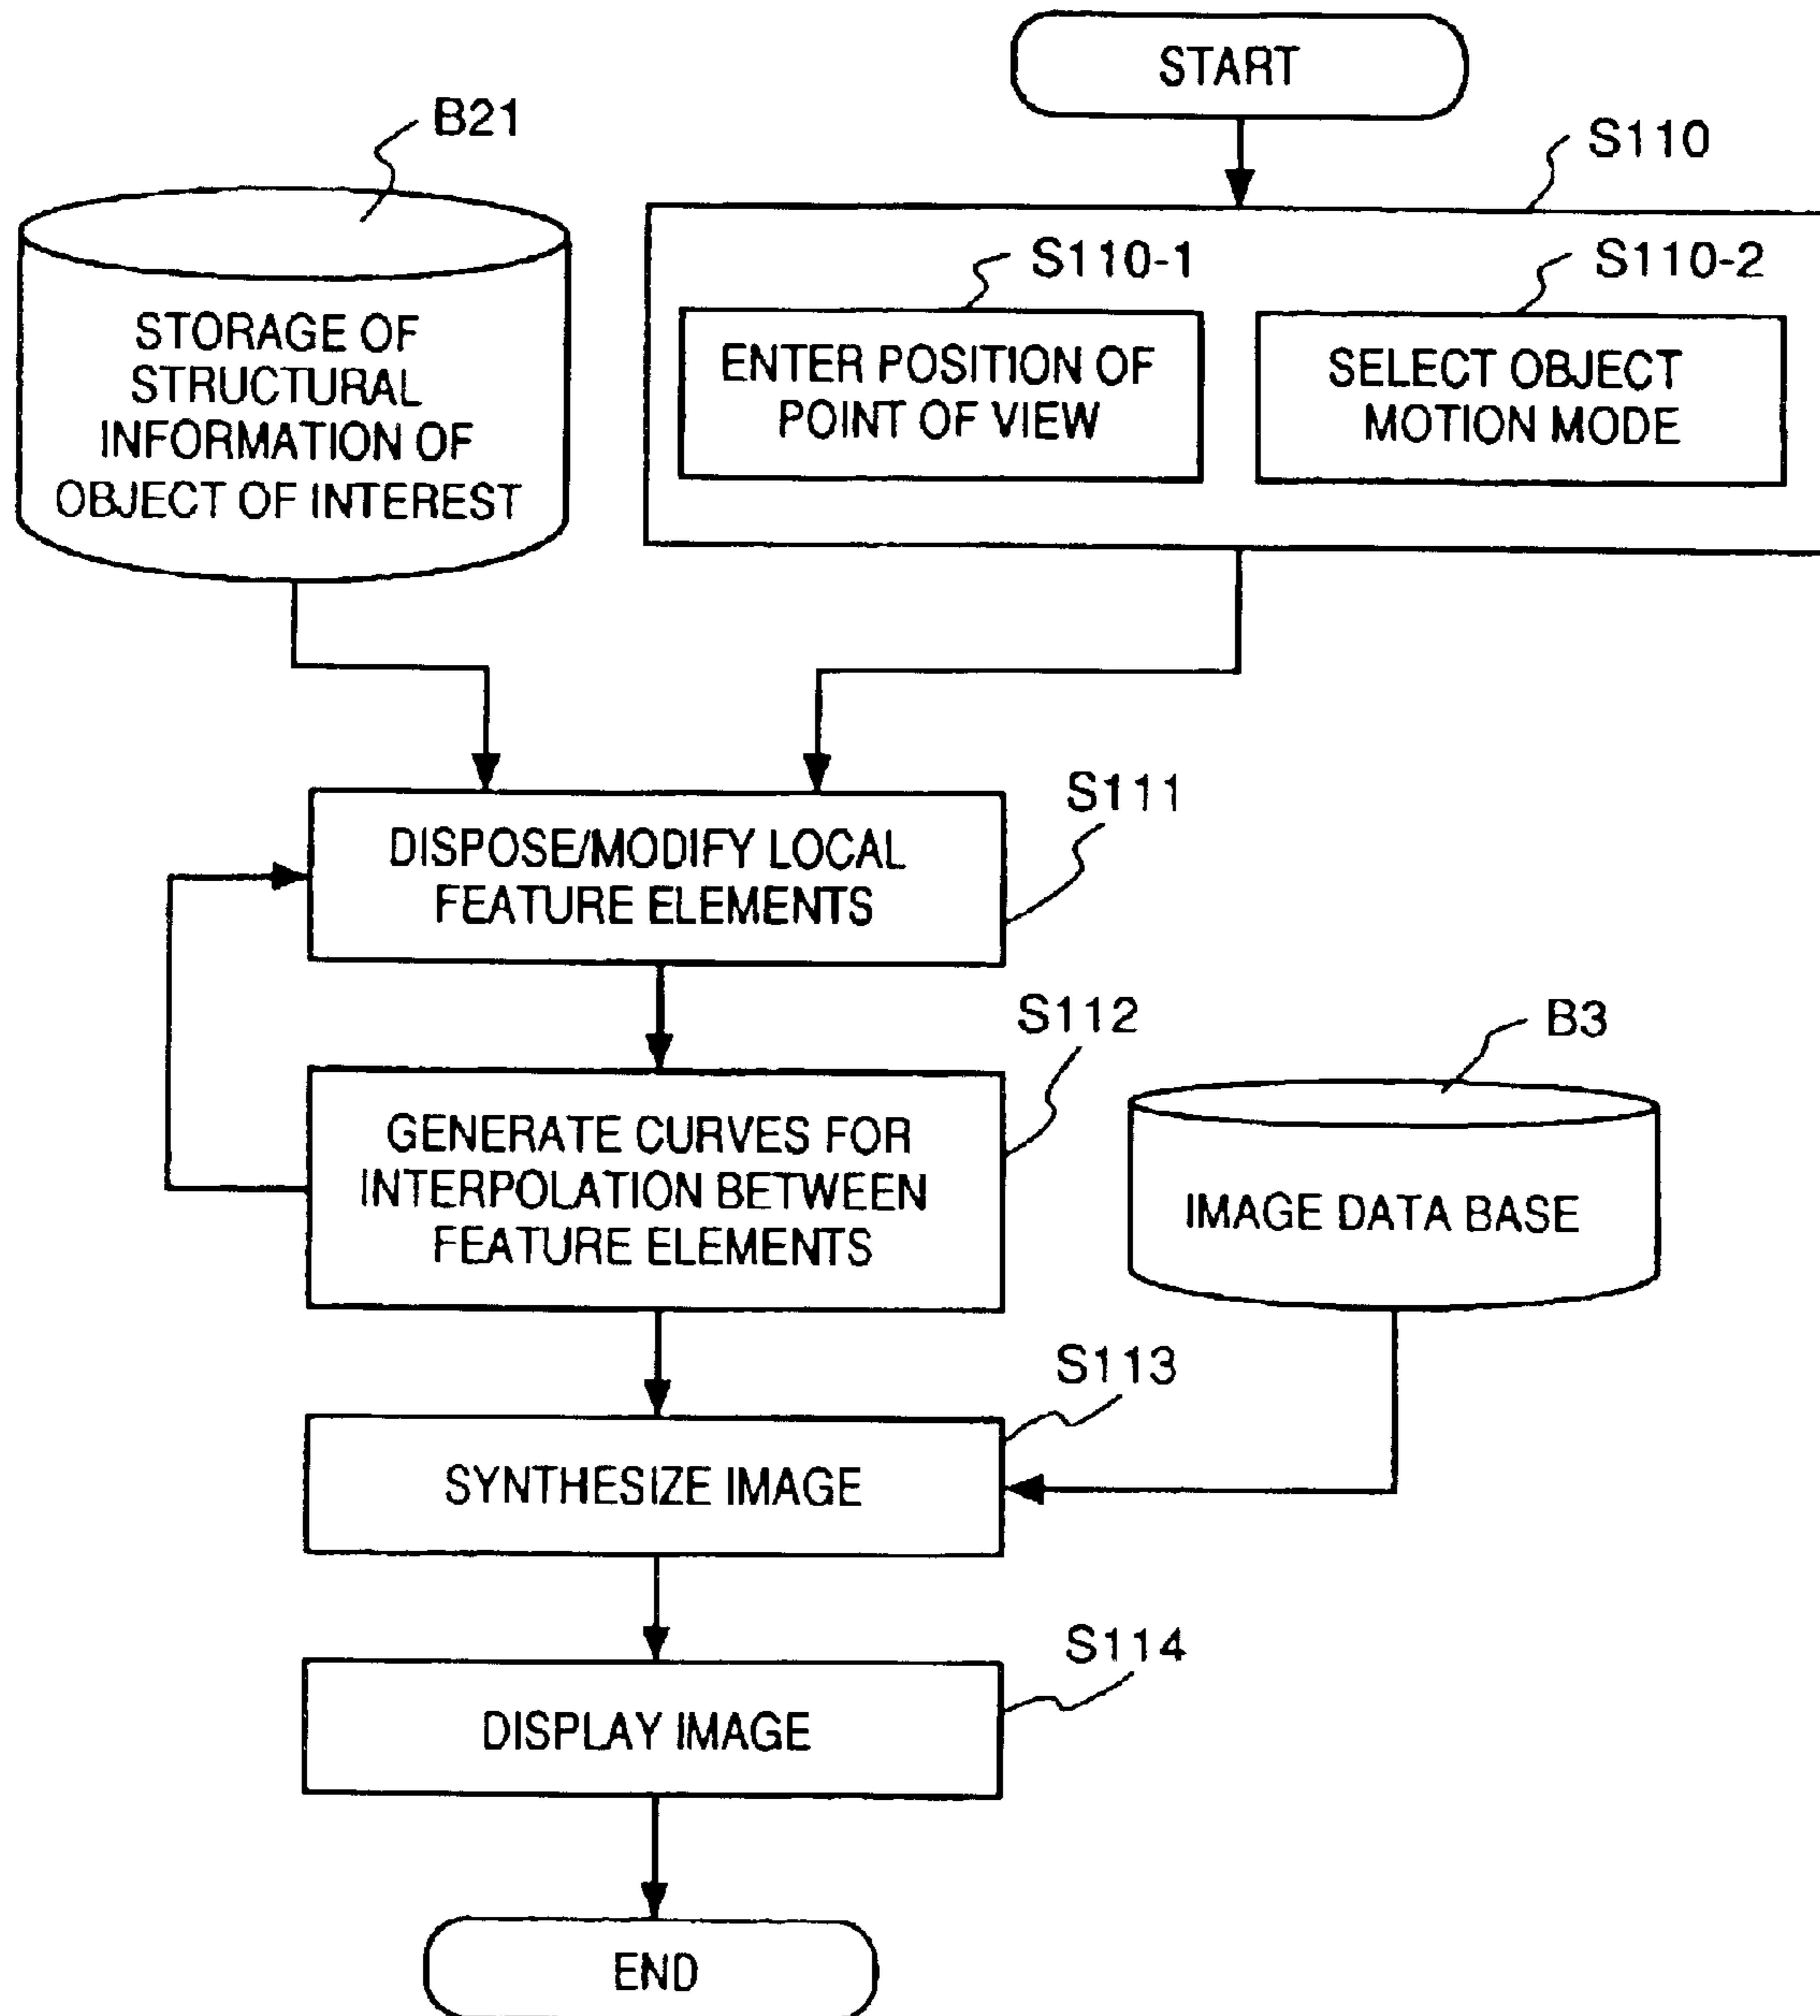 START
B21
S110
S110-1
S110-2
STORAGE OF
STRUCTURAL
INFORMATION OF
OBJECT OF INTEREST
ENTER POSITION OF
POINT OF VIEW
SELECT OBJECT
MOTION MODE
S111
DISPOSE/MODIFY LOCAL
FEATURE ELEMENTS
S112
B3
GENERATE CURVES FOR
INTERPOLATION BETWEEN
FEATURE ELEMENTS
IMAGE DATA BASE
S113
SYNTHESIZE IMAGE
S114
DISPLAY IMAGE
END